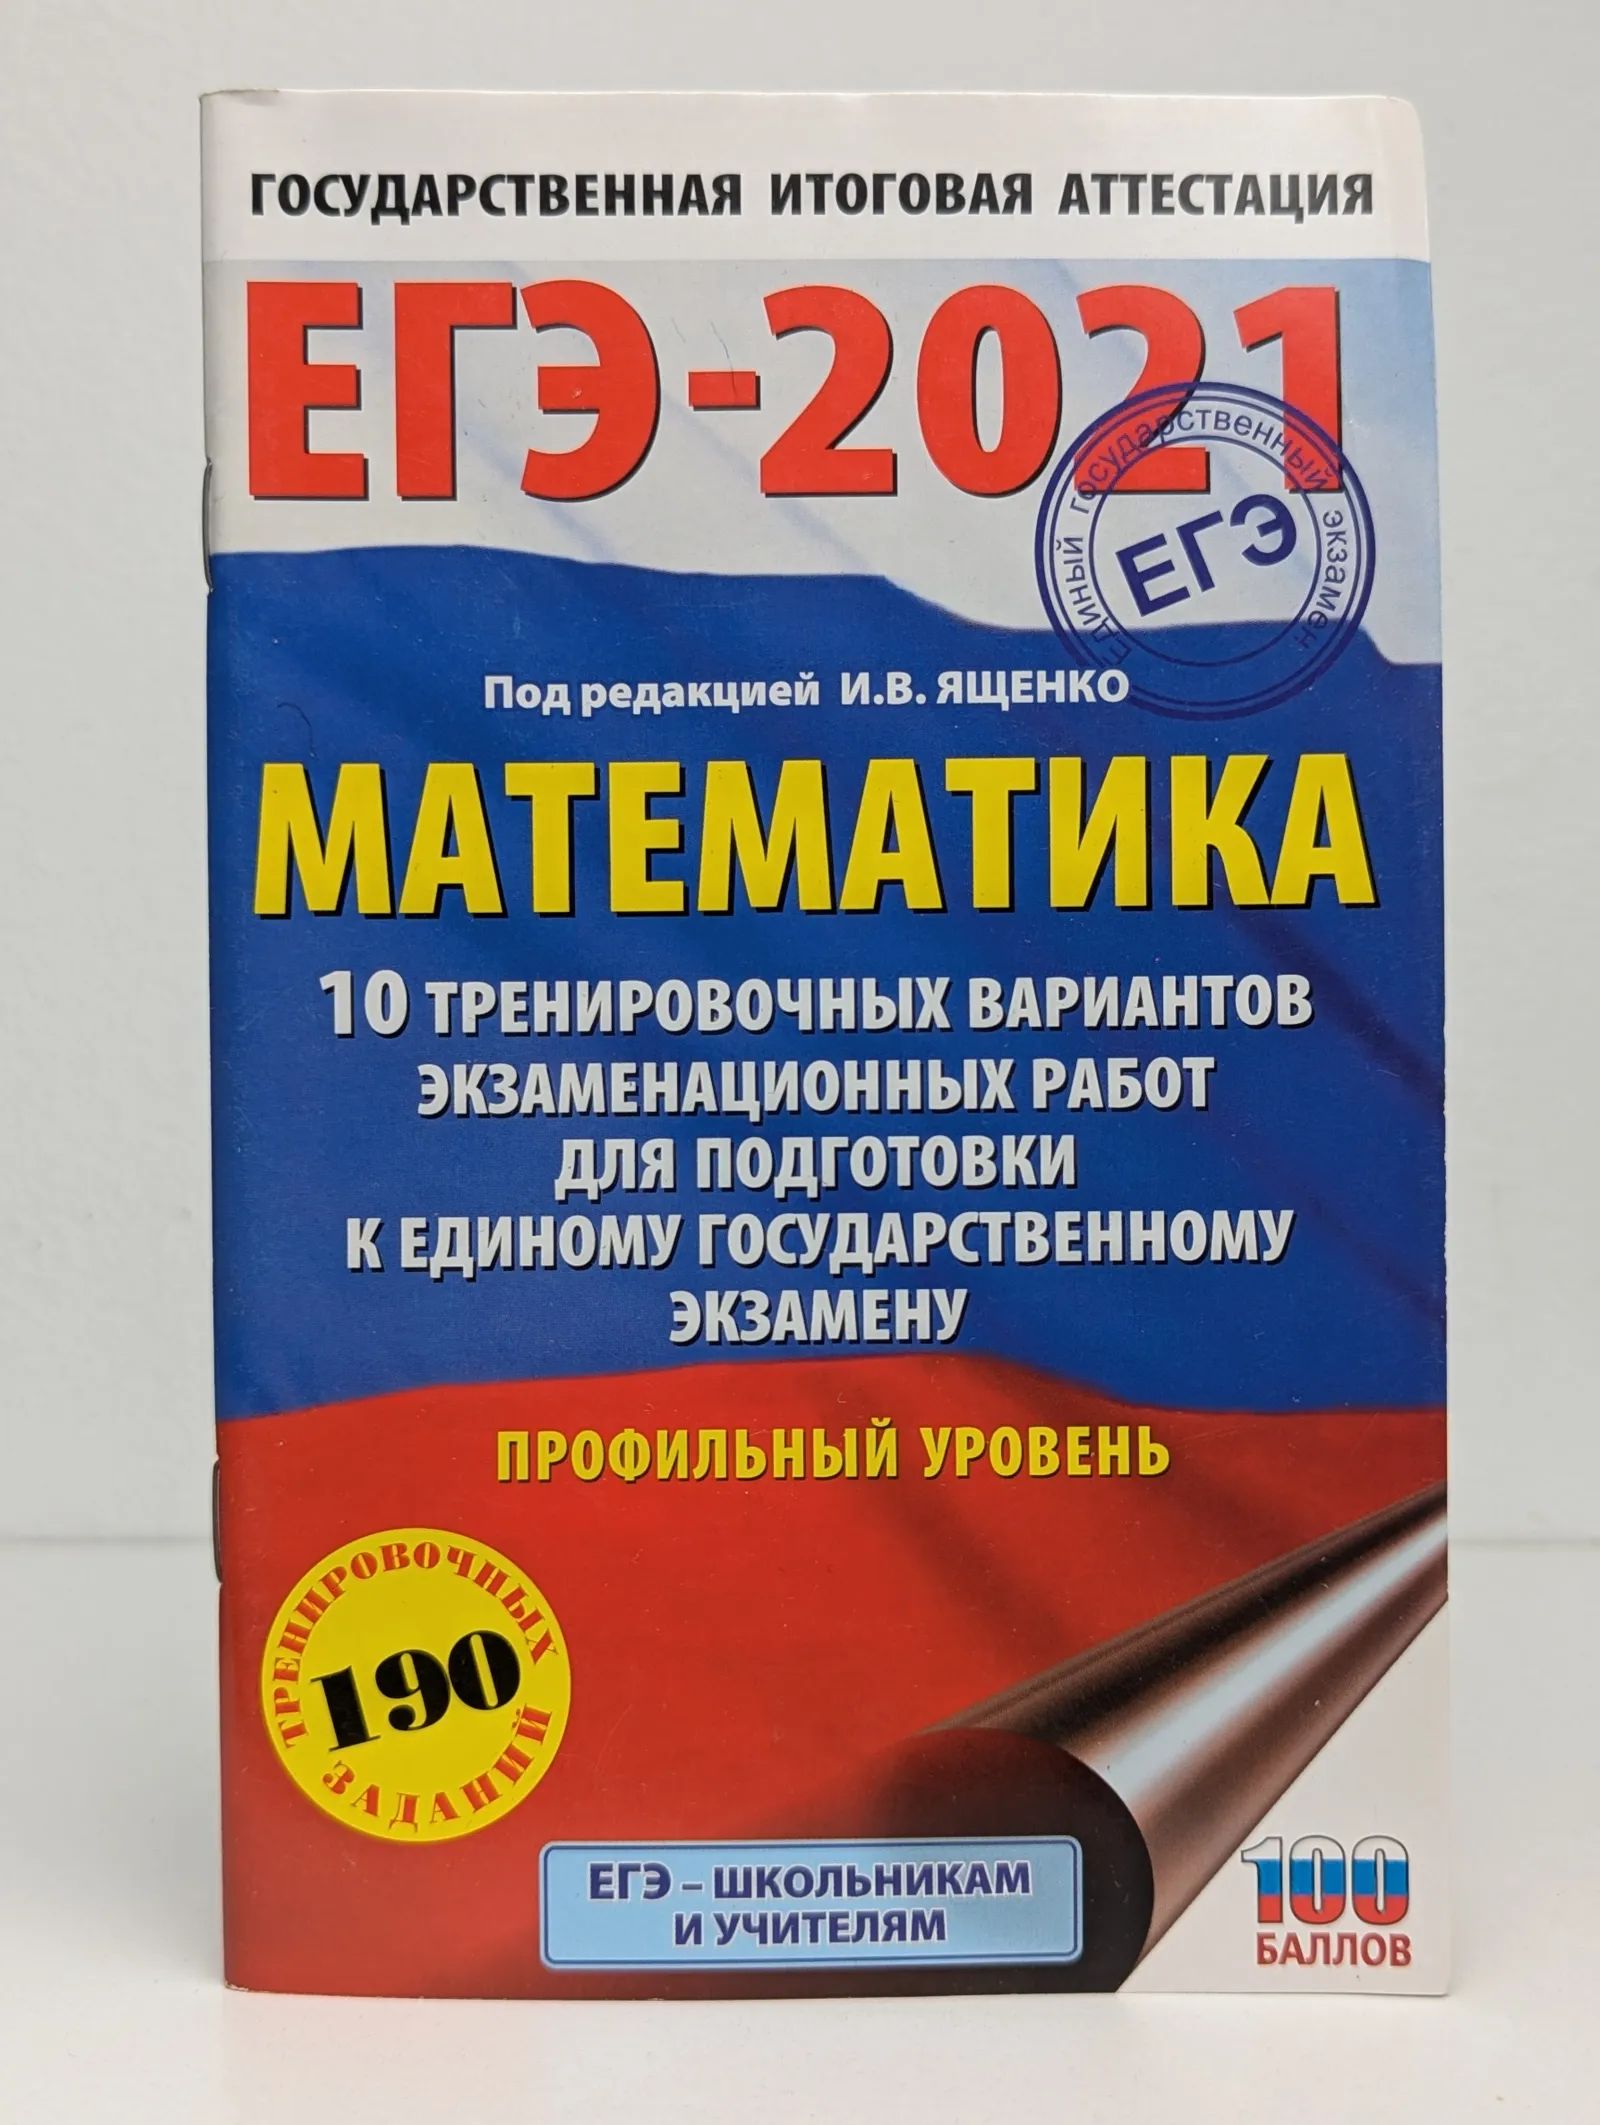 ГОСУДАРСТВЕННАЯ ИТОГОВАЯ АТТЕСТАЦИЯ
ЕГЭ-2021
ЕДИНЫЙ ГОСУДАРСТВЕННЫЙ ЭКЗАМЕН
ЕГЭ
Под редакцией И.В. ЯЩЕНКО
МАТЕМАТИКА
10 ТРЕНИРОВОЧНЫХ ВАРИАНТОВ
ЭКЗАМЕНАЦИОННЫХ РАБОТ
ДЛЯ ПОДГОТОВКИ
К ЕДИНОМУ ГОСУДАРСТВЕННОМУ
ЭКЗАМЕНУ
ПРОФИЛЬНЫЙ УРОВЕНЬ
ТРЕНИРОВОЧНЫХ
190
ЗАДАНИЙ
ЕГЭ – ШКОЛЬНИКАМ
И УЧИТЕЛЯМ
100
БАЛЛОВ